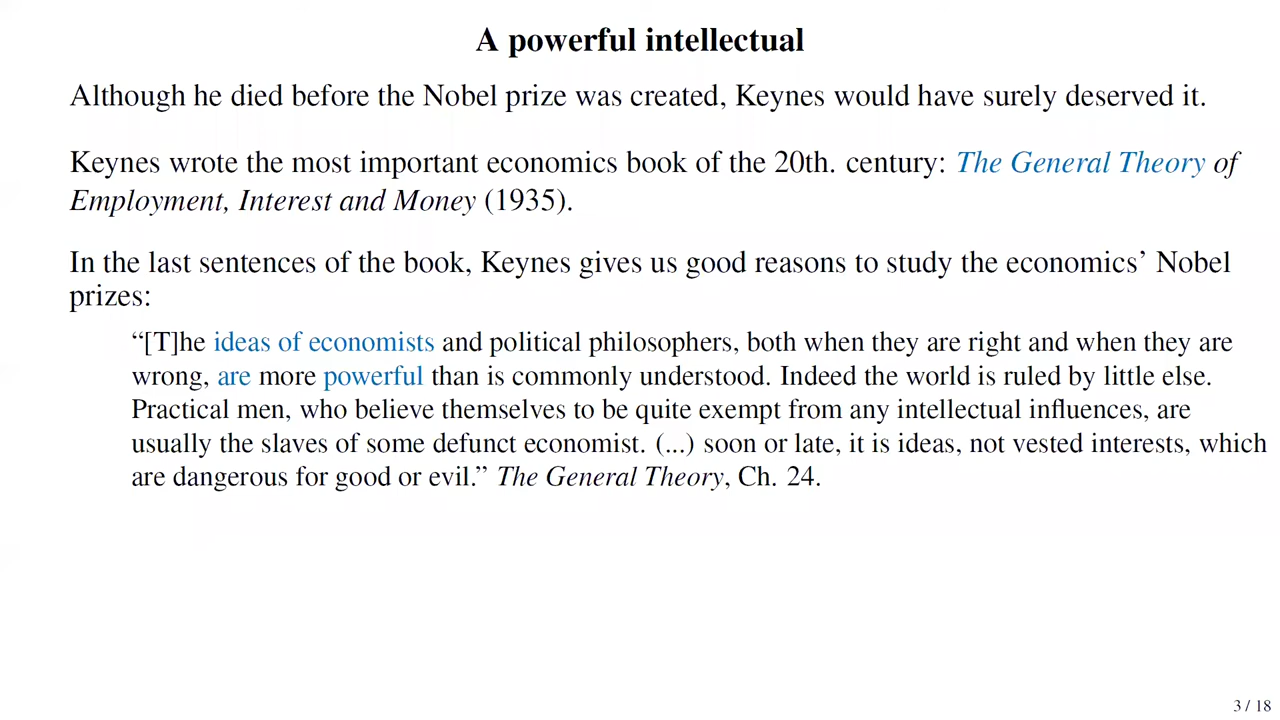 A powerful intellectual
Although he died before the Nobel prize was created, Keynes would have surely deserved it.
Keynes wrote the most important economics book of the 20th. century: The General Theory of
Employment, Interest and Money (1935).
In the last sentences of the book, Keynes gives us good reasons to study the economics’ Nobel
prizes:
“[T]he ideas of economists and political philosophers, both when they are right and when they are
wrong, are more powerful than is commonly understood. Indeed the world is ruled by little else.
Practical men, who believe themselves to be quite exempt from any intellectual influences, are
usually the slaves of some defunct economist. (...) soon or late, it is ideas, not vested interests, which
are dangerous for good or evil.” The General Theory, Ch. 24.
3 / 18